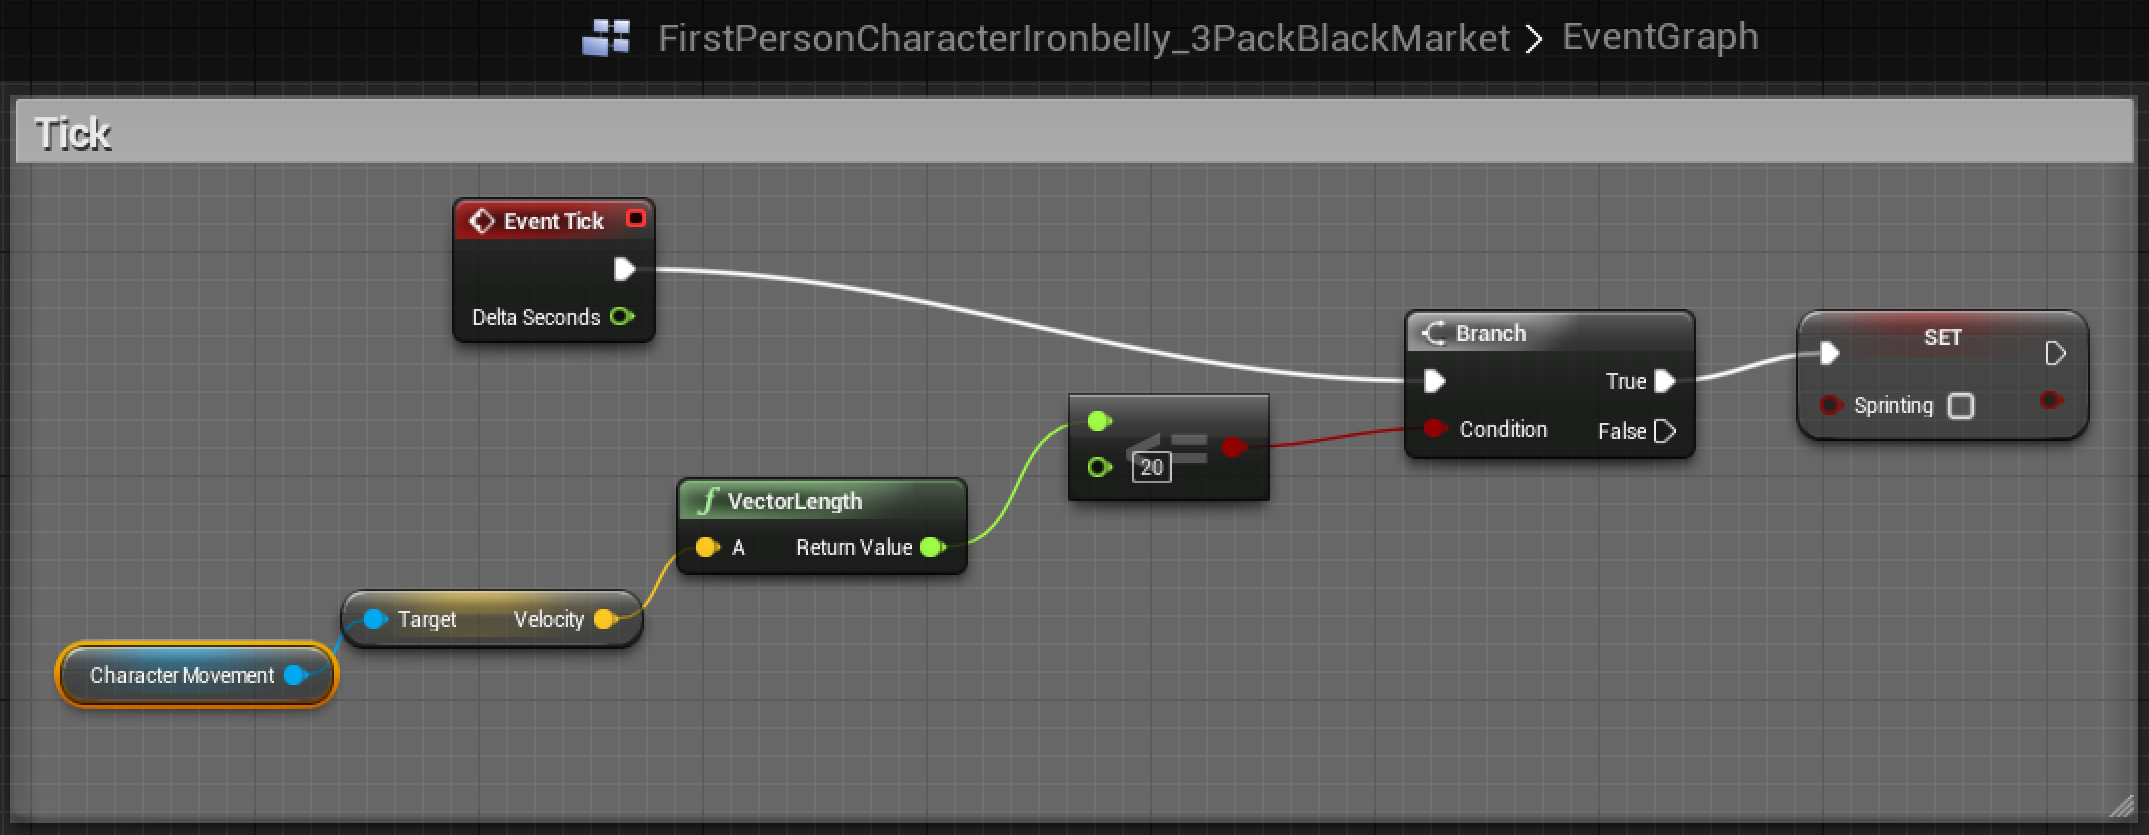 FirstPersonCharacterIronbelly_3PackBlackMarket > EventGraph
Tick
Event Tick
Delta Seconds
Branch
True
Condition
False
SET
Sprinting
<=
20
VectorLength
A
Return Value
Target
Velocity
Character Movement